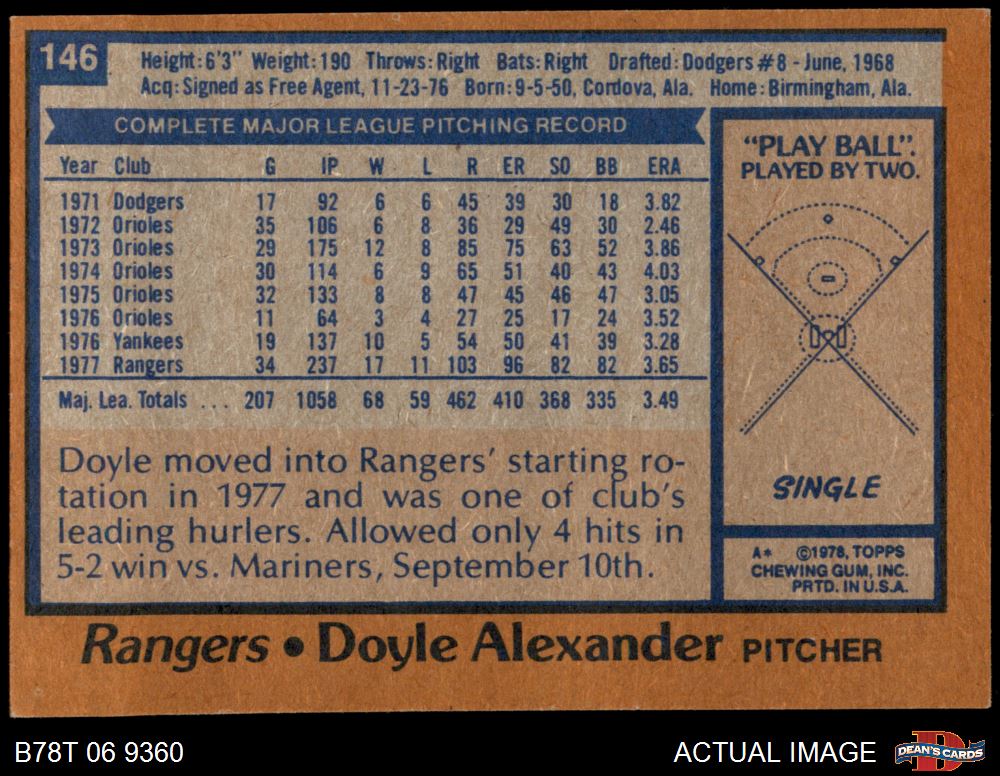 146
Height: 6'3" Weight: 190 Throws: Right Bats: Right Drafted: Dodgers #8 - June, 1968
Acq: Signed as Free Agent, 11-23-76 Born: 9-5-50, Cordova, Ala. Home: Birmingham, Ala.
COMPLETE MAJOR LEAGUE PITCHING RECORD
Year Club G IP W L R ER SO BB ERA
1971 Dodgers 17 92 6 6 45 39 30 18 3.82
1972 Orioles 35 106 6 8 36 29 49 30 2.46
1973 Orioles 29 175 12 8 85 75 63 52 3.86
1974 Orioles 30 114 6 9 65 51 40 43 4.03
1975 Orioles 32 133 8 8 47 45 46 47 3.05
1976 Orioles 11 64 3 4 27 25 17 24 3.52
1976 Yankees 19 137 10 5 54 50 41 39 3.28
1977 Rangers 34 237 17 11 103 96 82 82 3.65
Maj. Lea. Totals ... 207 1058 68 59 462 410 368 335 3.49
Doyle moved into Rangers' starting ro-
tation in 1977 and was one of club's
leading hurlers. Allowed only 4 hits in
5-2 win vs. Mariners, September 10th.
"PLAY BALL".
PLAYED BY TWO.
SINGLE
A* ©1978, TOPPS
CHEWING GUM, INC.
PRTD. IN U.S.A.
Rangers • Doyle Alexander PITCHER
B78T 06 9360
ACTUAL IMAGE
DEAN'S CARDS